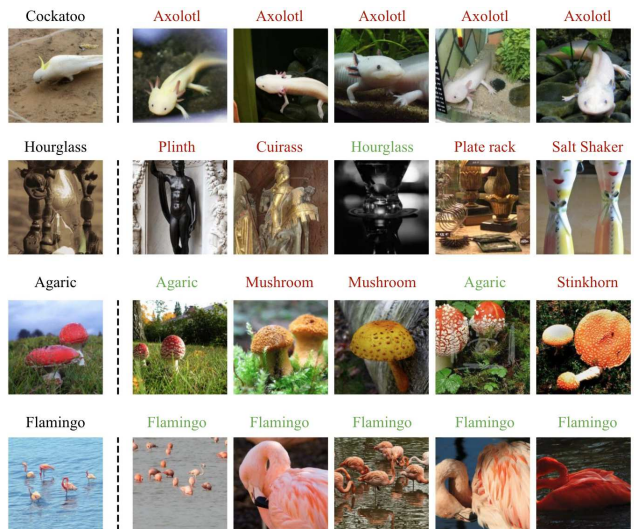 Cockatoo Axolotl Axolotl Axolotl Axolotl Axolotl
Hourglass Plinth Cuirass Hourglass Plate rack Salt Shaker
Agaric Agaric Mushroom Mushroom Agaric Stinkhorn
Flamingo Flamingo Flamingo Flamingo Flamingo Flamingo